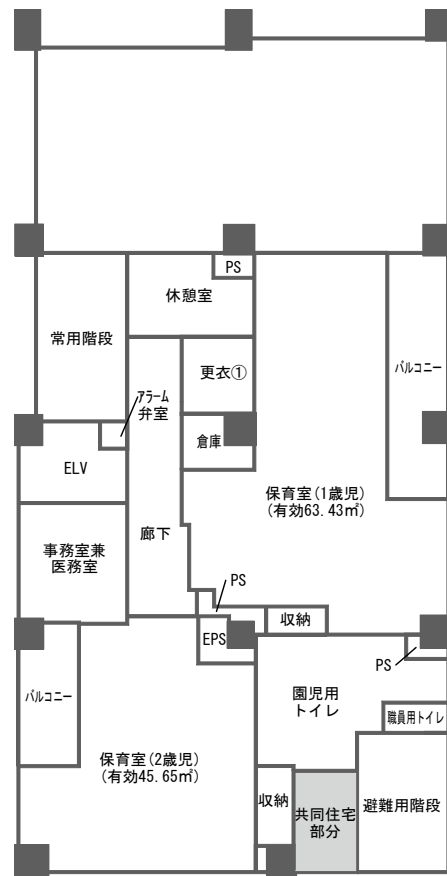 PS
休憩室
常用階段
バルコニー
アラーム
弁室
更衣①
倉庫
ELV
保育室(1歳児)
(有効63.43㎡)
廊下
事務室兼
医務室
PS
収納
EPS
PS
バルコニー
園児用
トイレ
職員用トイレ
保育室(2歳児)
(有効45.65㎡)
収納
共同住宅
部分
避難用階段